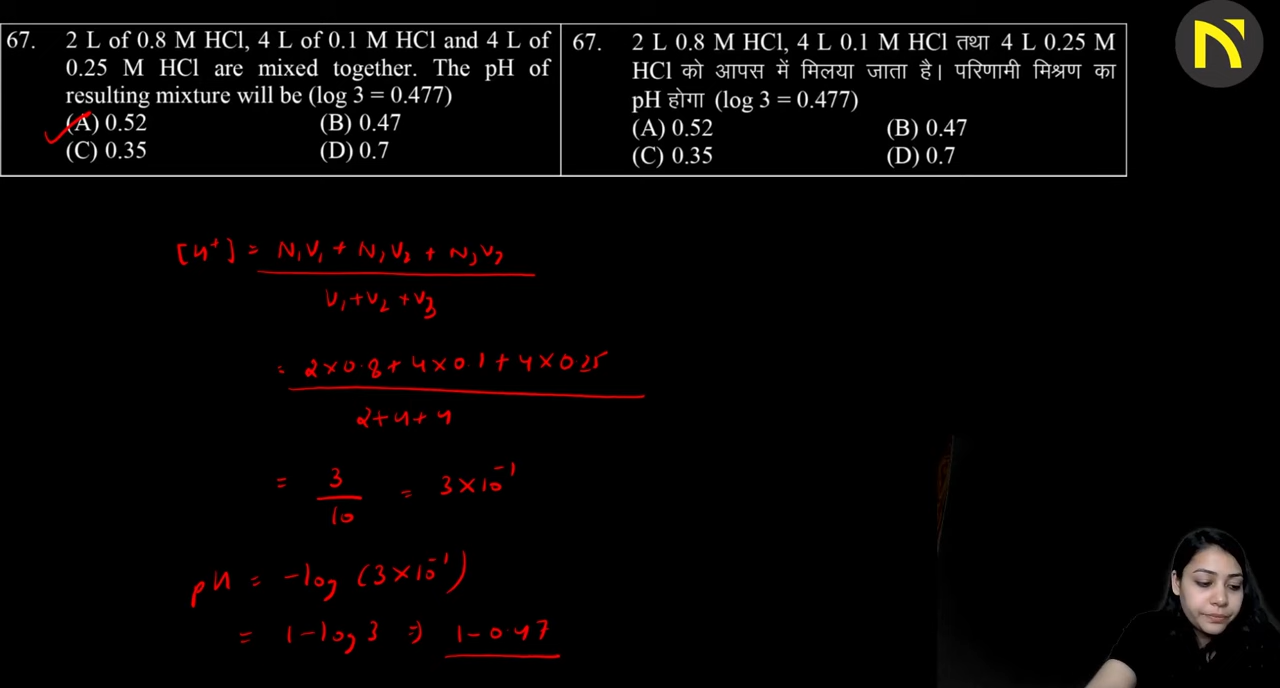 67. 2 L of 0.8 M HCl, 4 L of 0.1 M HCl and 4 L of
0.25 M HCl are mixed together. The pH of
resulting mixture will be (log 3 = 0.477)
(A) 0.52 (B) 0.47
(C) 0.35 (D) 0.7
67. 2 L 0.8 M HCl, 4 L 0.1 M HCl तथा 4 L 0.25 M
HCl को आपस में मिलया जाता है। परिणामी मिश्रण का
pH होगा (log 3 = 0.477)
(A) 0.52 (B) 0.47
(C) 0.35 (D) 0.7
N
[H⁺] = N₁V₁ + N₂V₂ + N₃V₃
V₁ + V₂ + V₃
= 2×0.8 + 4×0.1 + 4×0.25
2+4+4
= 3/10 = 3×10⁻¹
pH = -log (3×10⁻¹)
= 1-log 3 ⇒ 1-0.47